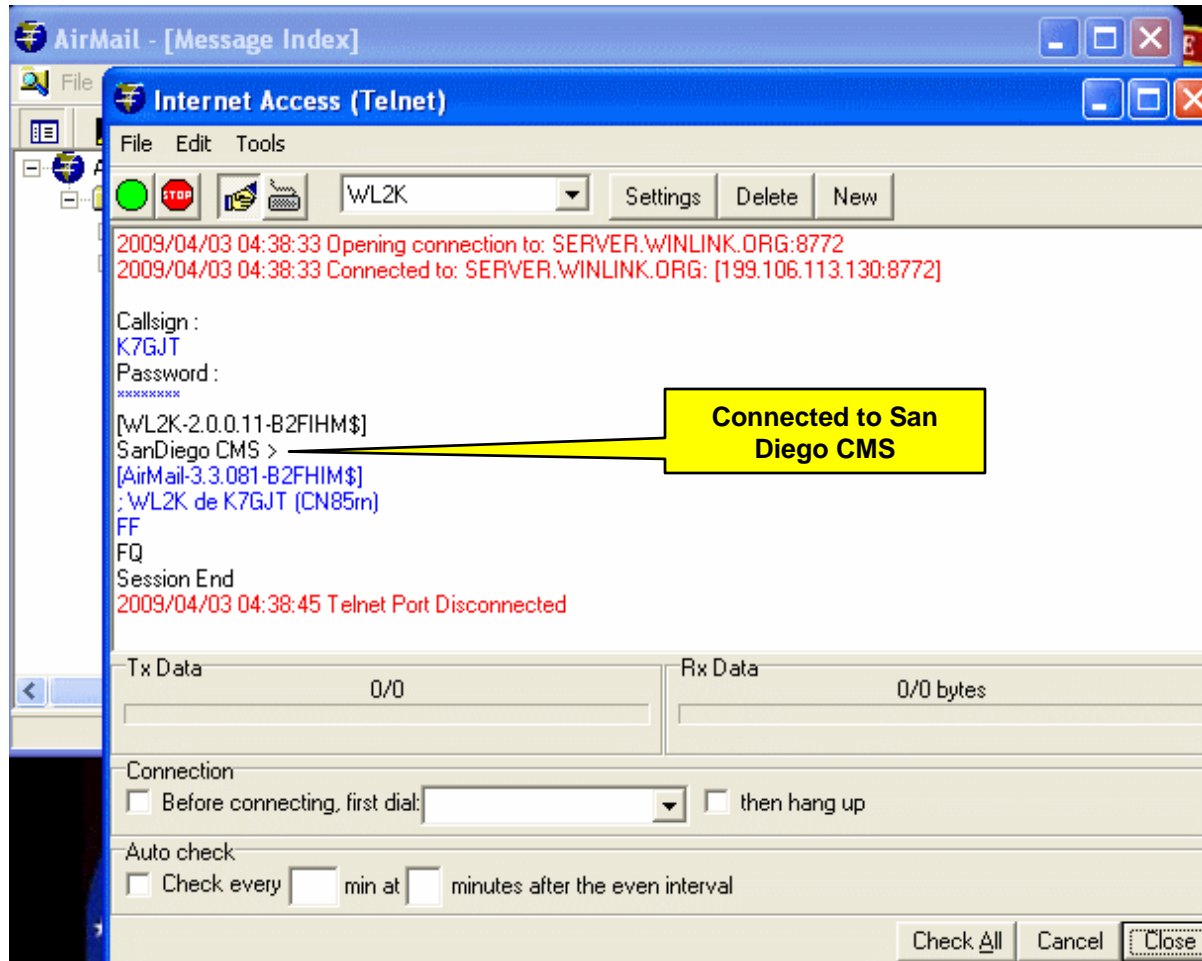 AirMail - [Message Index]
File
Internet Access (Telnet)
File Edit Tools
STOP
WL2K
Settings Delete New
2009/04/03 04:38:33 Opening connection to: SERVER.WINLINK.ORG:8772
2009/04/03 04:38:33 Connected to: SERVER.WINLINK.ORG: [199.106.113.130:8772]
Callsign :
K7GJT
Password :
********
[WL2K-2.0.0.11-B2FIHM$]
SanDiego CMS >
Connected to San
Diego CMS
[AirMail-3.3.081-B2FHIM$]
; WL2K de K7GJT (CN85rn)
FF
FQ
Session End
2009/04/03 04:38:45 Telnet Port Disconnected
Tx Data Rx Data
0/0 0/0 bytes
Connection
Before connecting, first dial: then hang up
Auto check
Check every min at minutes after the even interval
Check All Cancel Close